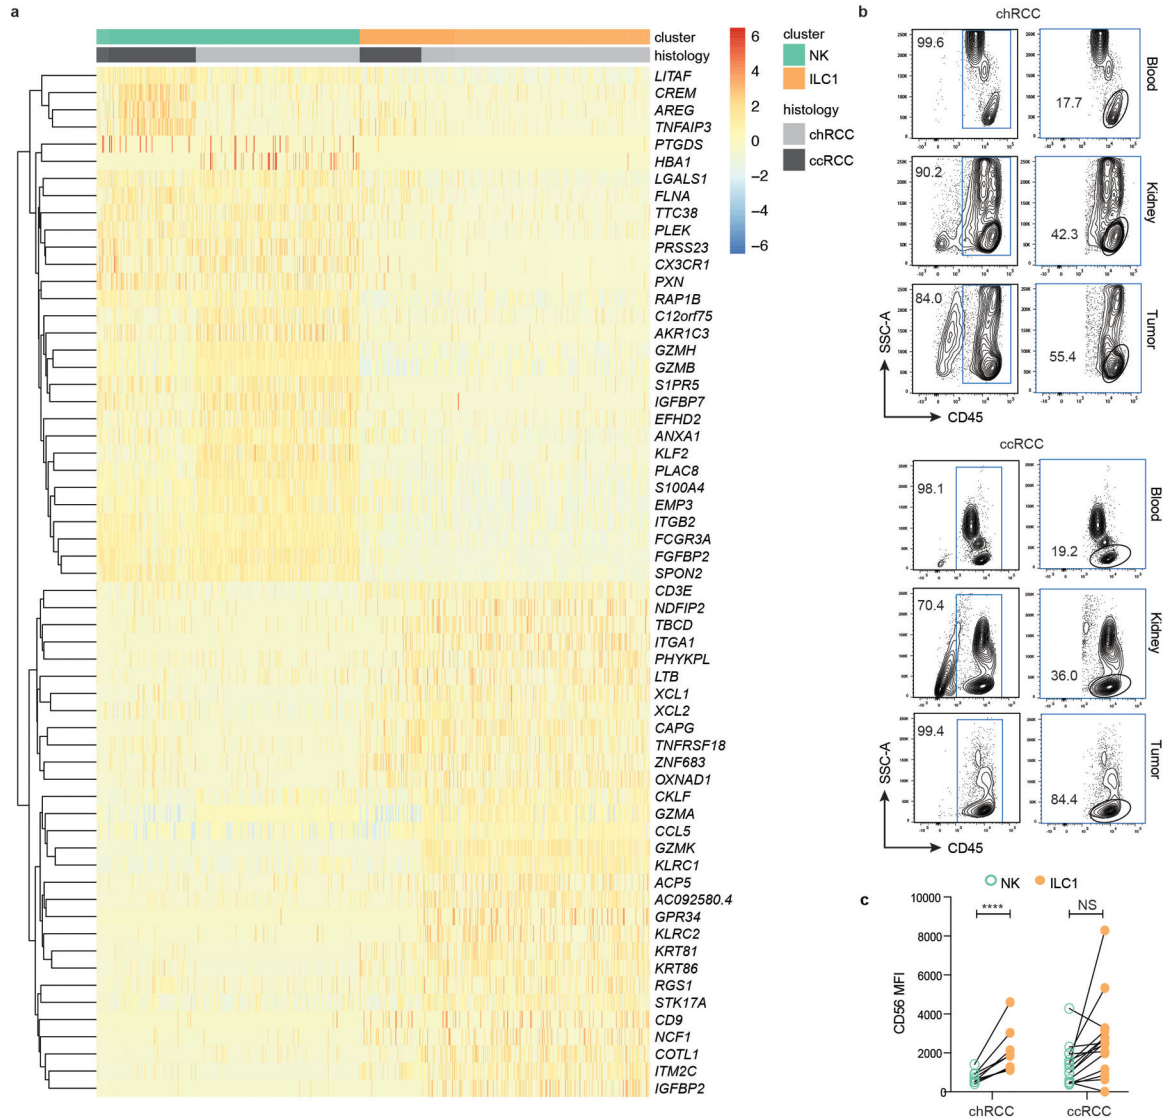 a
cluster
histology
6
4
2
0
−2
−4
−6
cluster
NK
ILC1
histology
chRCC
ccRCC
LITAF
CREM
AREG
TNFAIP3
PTGDS
HBA1
LGALS1
FLNA
TTC38
PLEK
PRSS23
CX3CR1
PXN
RAP1B
C12orf75
AKR1C3
GZMH
GZMB
S1PR5
IGFBP7
EFHD2
ANXA1
KLF2
PLAC8
S100A4
EMP3
ITGB2
FCGR3A
FGFBP2
SPON2
CD3E
NDFIP2
TBCD
ITGA1
PHYKPL
LTB
XCL1
XCL2
CAPG
TNFRSF18
ZNF683
OXNAD1
CKLF
GZMA
CCL5
GZMK
KLRC1
ACP5
AC092580.4
GPR34
KLRC2
KRT81
KRT86
RGS1
STK17A
CD9
NCF1
COTL1
ITM2C
IGFBP2
b
chRCC
99.6
17.7
Blood
90.2
42.3
Kidney
84.0
55.4
Tumor
SSC-A
CD45
ccRCC
98.1
19.2
Blood
70.4
36.0
Kidney
99.4
84.4
Tumor
SSC-A
CD45
c
NK ILC1
**** NS
CD56 MFI
10000
8000
6000
4000
2000
0
chRCC ccRCC